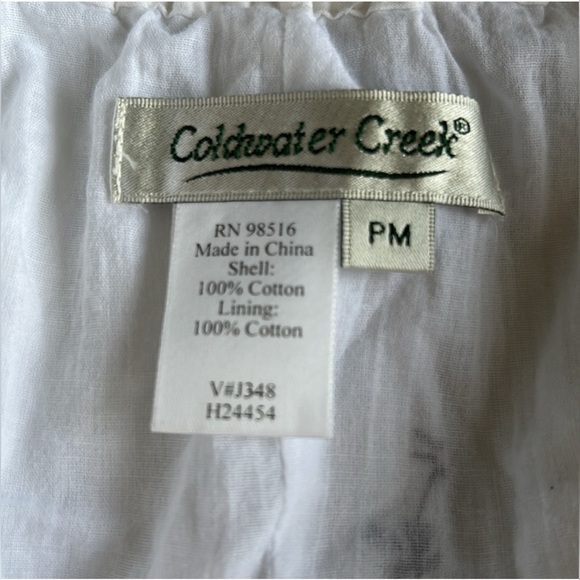 Coldwater Creek®
PM
RN 98516
Made in China
Shell:
100% Cotton
Lining:
100% Cotton
V#J348
H24454